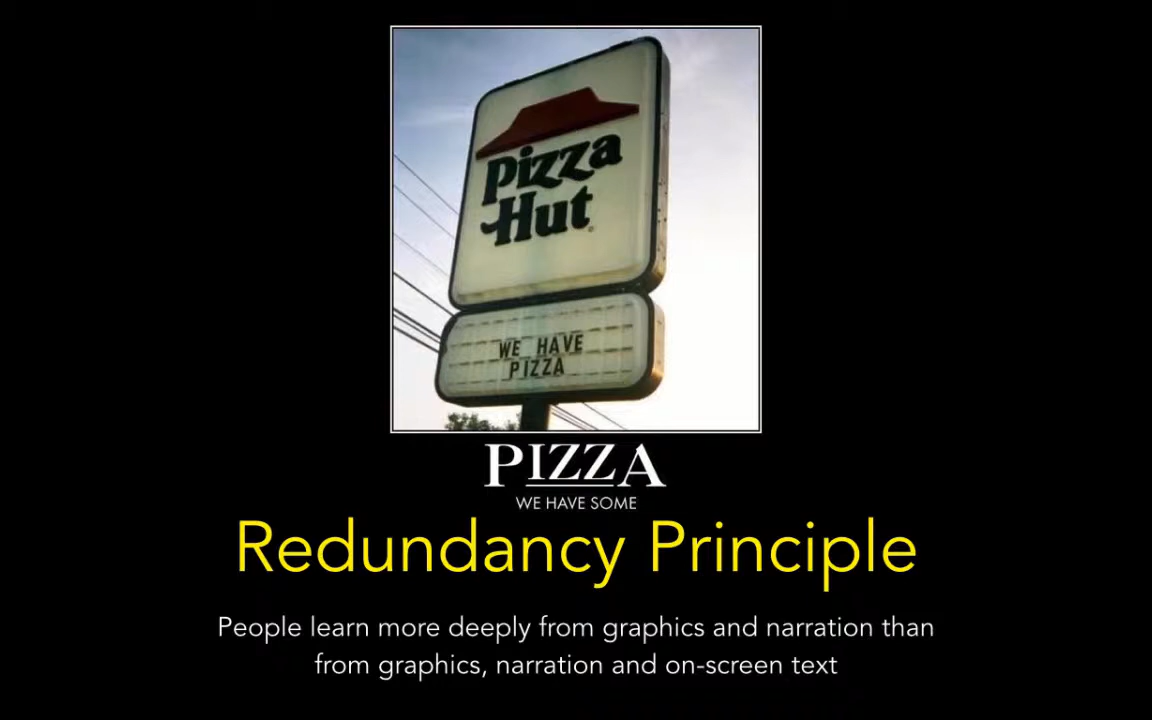 Pizza
Hut
WE HAVE
PIZZA
PIZZA
WE HAVE SOME
Redundancy Principle
People learn more deeply from graphics and narration than
from graphics, narration and on-screen text